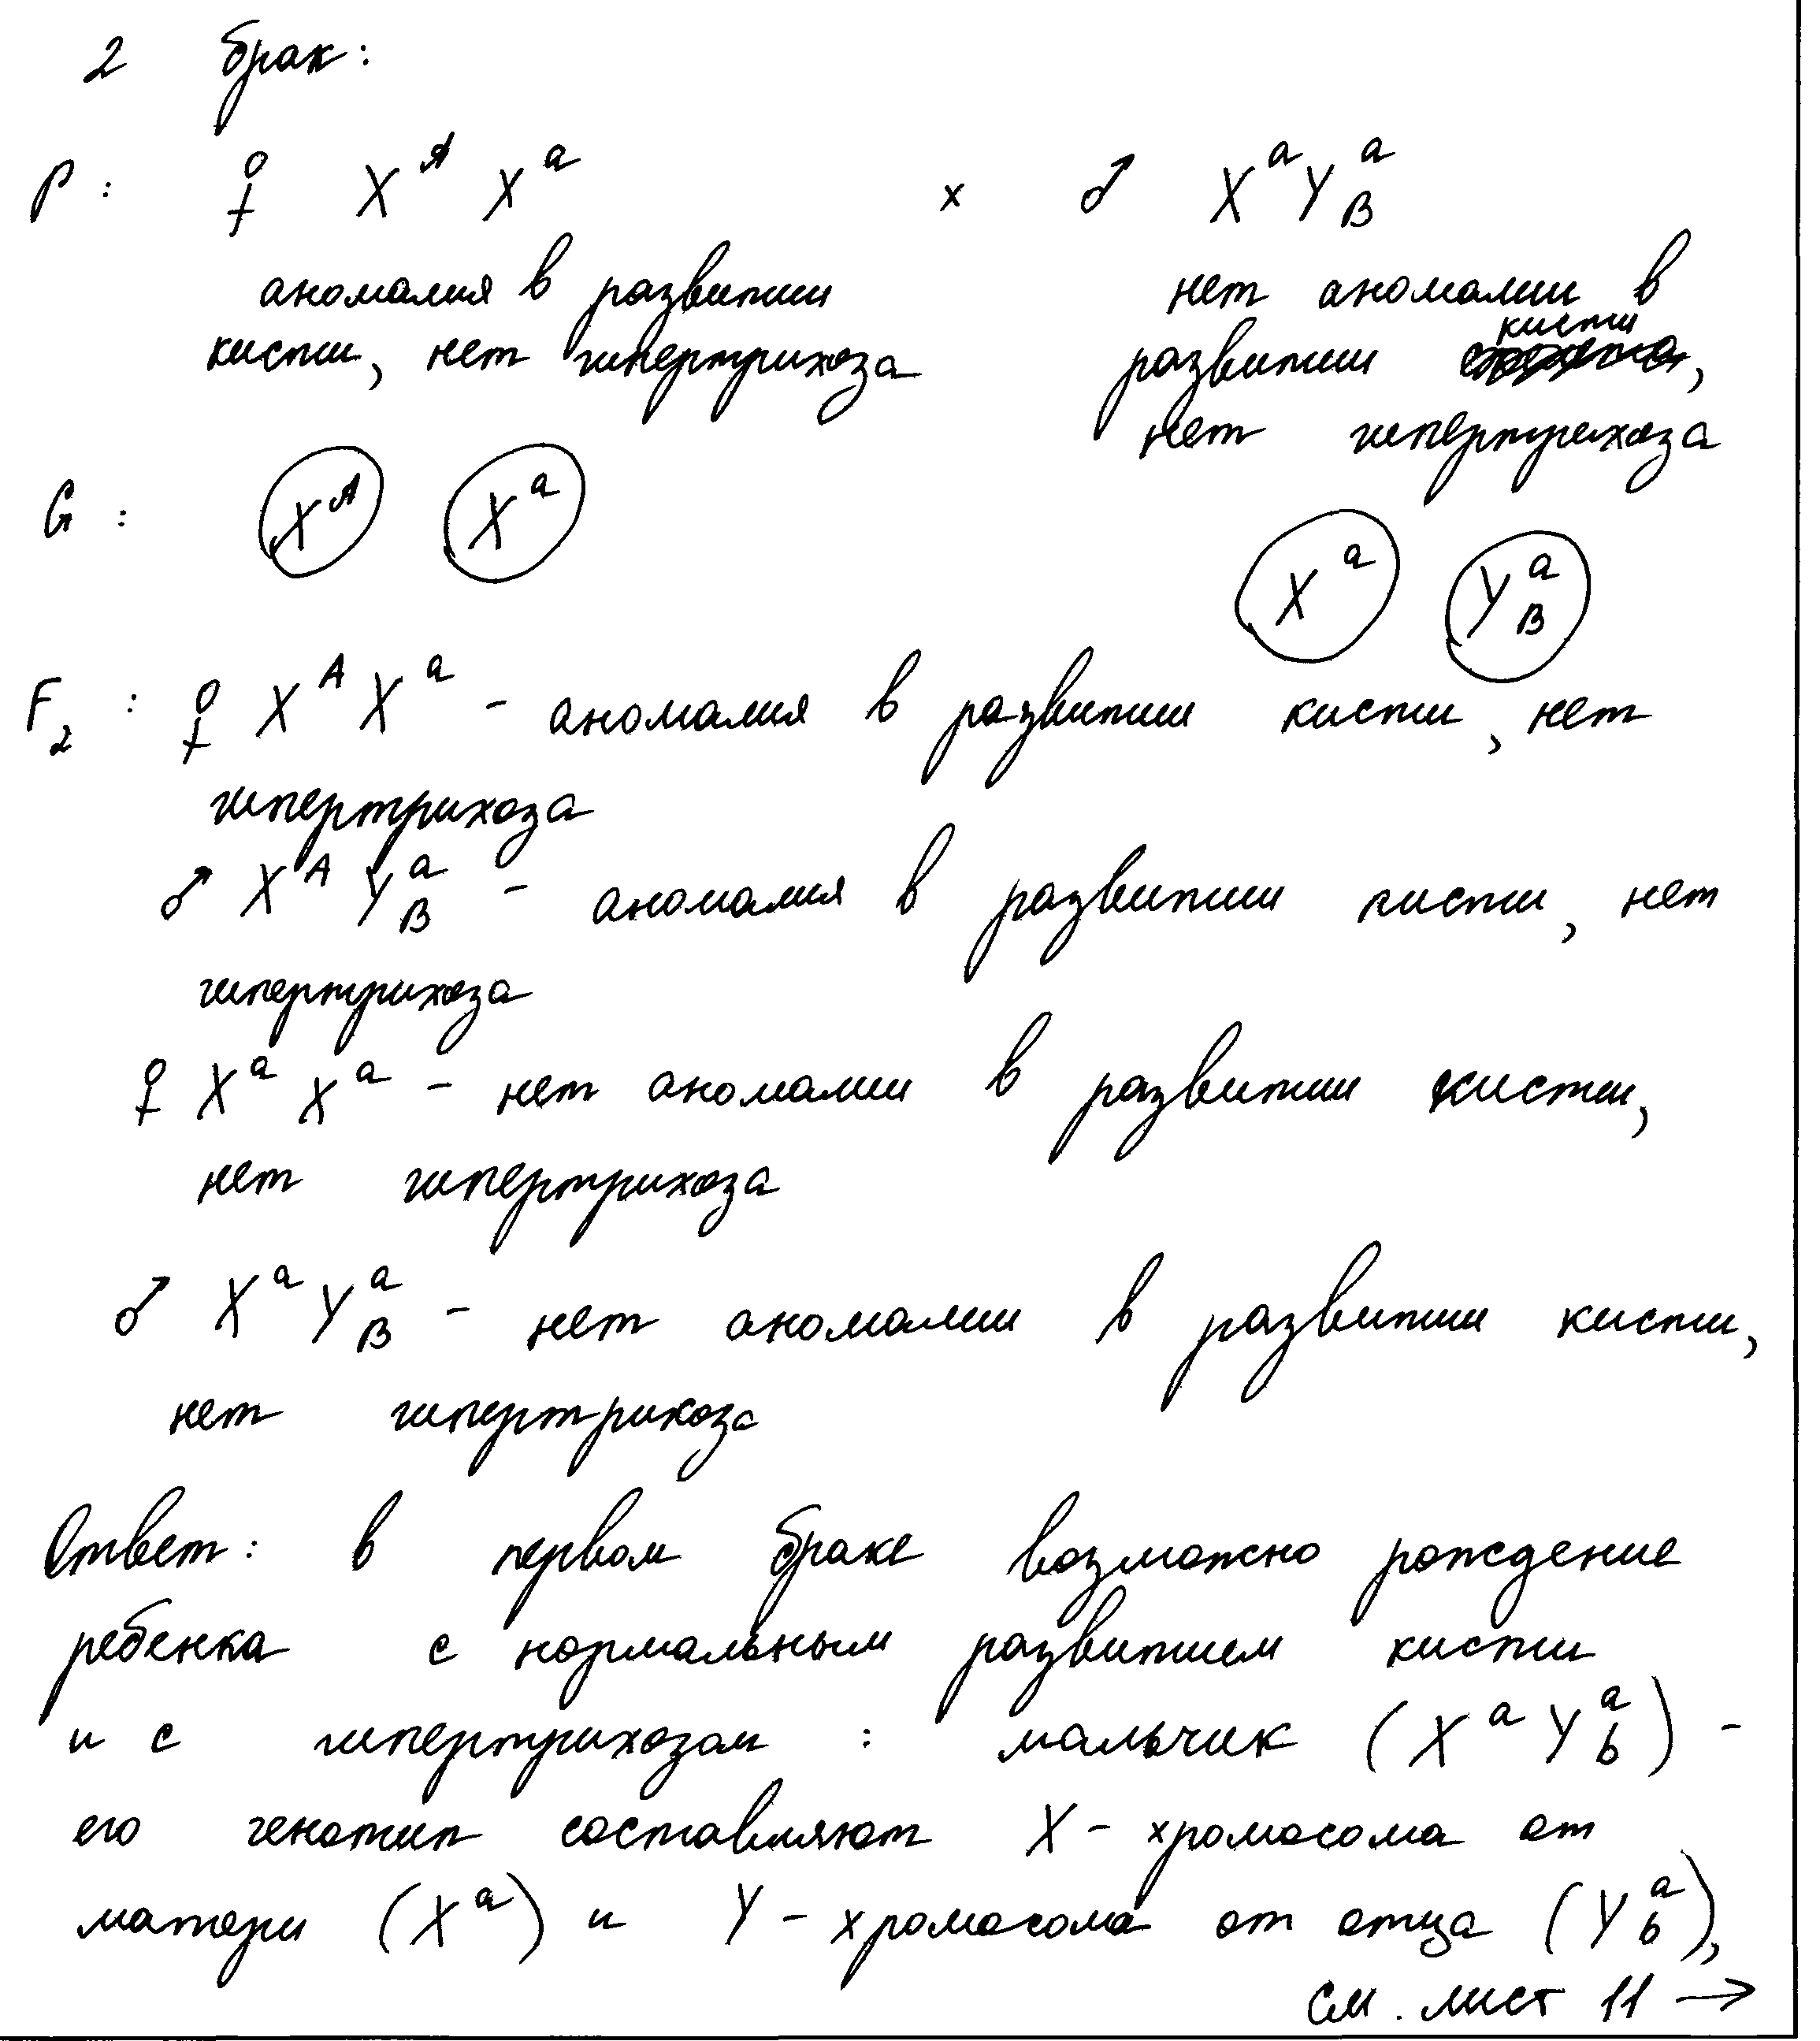 2 брак:
P: ♀ X^A X^a × ♂ X^a Y^a_B
аномалия в развитии нет аномалии в
кисти, нет гипертрихоза развитии кисти,
нет гипертрихоза
G: X^A X^a X^a Y^a_B
F_2: ♀ X^A X^a - аномалия в развитии кисти, нет
гипертрихоза
♂ X^A Y^a_B - аномалия в развитии кисти, нет
гипертрихоза
♀ X^a X^a - нет аномалии в развитии кисти,
нет гипертрихоза
♂ X^a Y^a_B - нет аномалии в развитии кисти,
нет гипертрихоза
Ответ: в первом браке возможно рождение
ребенка с нормальным развитием кисти
и с гипертрихозом : мальчик (X^a Y^a_b) -
его генотип составляют X - хромосома от
матери (X^a) и Y - хромосома от отца (Y^a_b),
см. лист 11 →